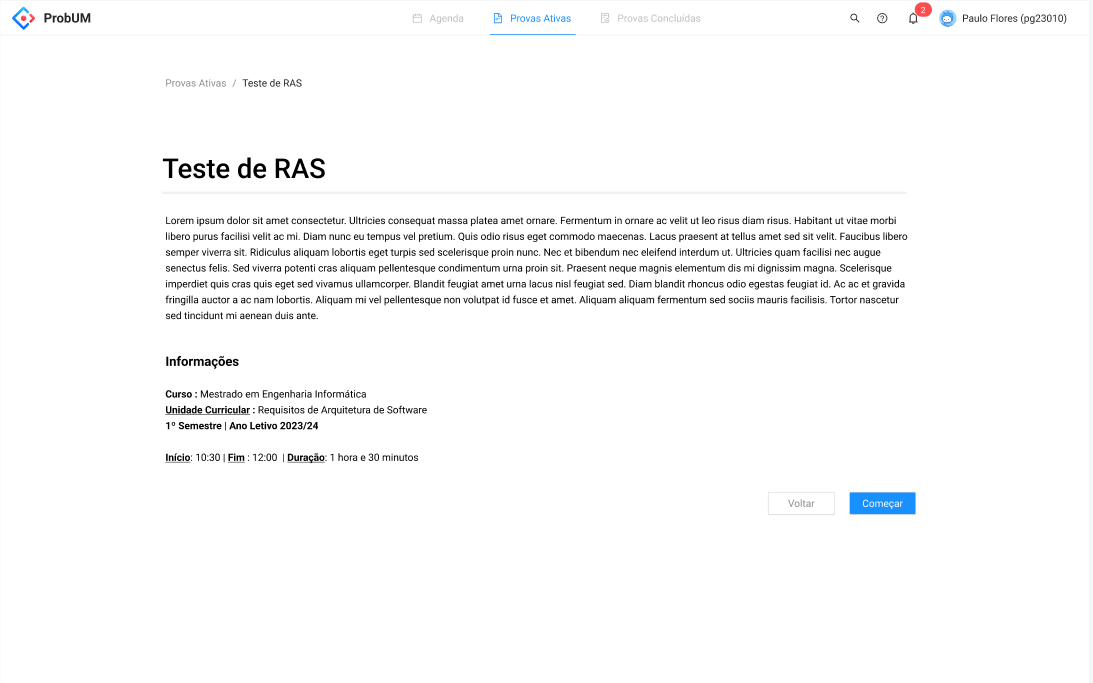 ProbUM
Agenda
Provas Ativas
Provas Concluídas
2
Paulo Flores (pg23010)
Provas Ativas / Teste de RAS
Teste de RAS
Lorem ipsum dolor sit amet consectetur. Ultricies consequat massa platea amet ornare. Fermentum in ornare ac velit ut leo risus diam risus. Habitant ut vitae morbi
libero purus facilisi velit ac mi. Diam nunc eu tempus vel pretium. Quis odio risus eget commodo maecenas. Lacus praesent at tellus amet sed sit velit. Faucibus libero
semper viverra sit. Ridiculus aliquam lobortis eget turpis sed scelerisque proin nunc. Nec et bibendum nec eleifend interdum ut. Ultricies quam facilisi nec augue
senectus felis. Sed viverra potenti cras aliquam pellentesque condimentum urna proin sit. Praesent neque magnis elementum dis mi dignissim magna. Scelerisque
imperdiet quis cras quis eget sed vivamus ullamcorper. Blandit feugiat amet urna lacus nisl feugiat sed. Diam blandit rhoncus odio egestas feugiat id. Ac ac et gravida
fringilla auctor a ac nam lobortis. Aliquam mi vel pellentesque non volutpat id fusce et amet. Aliquam aliquam fermentum sed sociis mauris facilisis. Tortor nascetur
sed tincidunt mi aenean duis ante.
Informações
Curso : Mestrado em Engenharia Informática
Unidade Curricular : Requisitos de Arquitetura de Software
1º Semestre | Ano Letivo 2023/24
Início: 10:30 | Fim : 12:00 | Duração: 1 hora e 30 minutos
Voltar
Começar